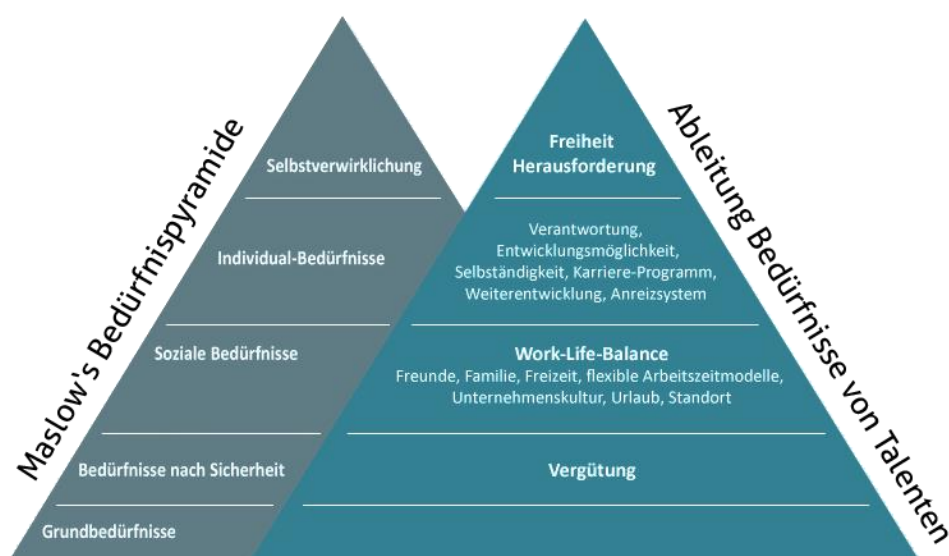 Maslow`s Bedürfnispyramide
Selbstverwirklichung
Individual-Bedürfnisse
Soziale Bedürfnisse
Bedürfnisse nach Sicherheit
Grundbedürfnisse
Ableitung Bedürfnisse von Talenten
Freiheit
Herausforderung
Verantwortung,
Entwicklungsmöglichkeit,
Selbständigkeit, Karriere-Programm,
Weiterentwicklung, Anreizsystem
Work-Life-Balance
Freunde, Familie, Freizeit, flexible Arbeitszeitmodelle,
Unternehmenskultur, Urlaub, Standort
Vergütung